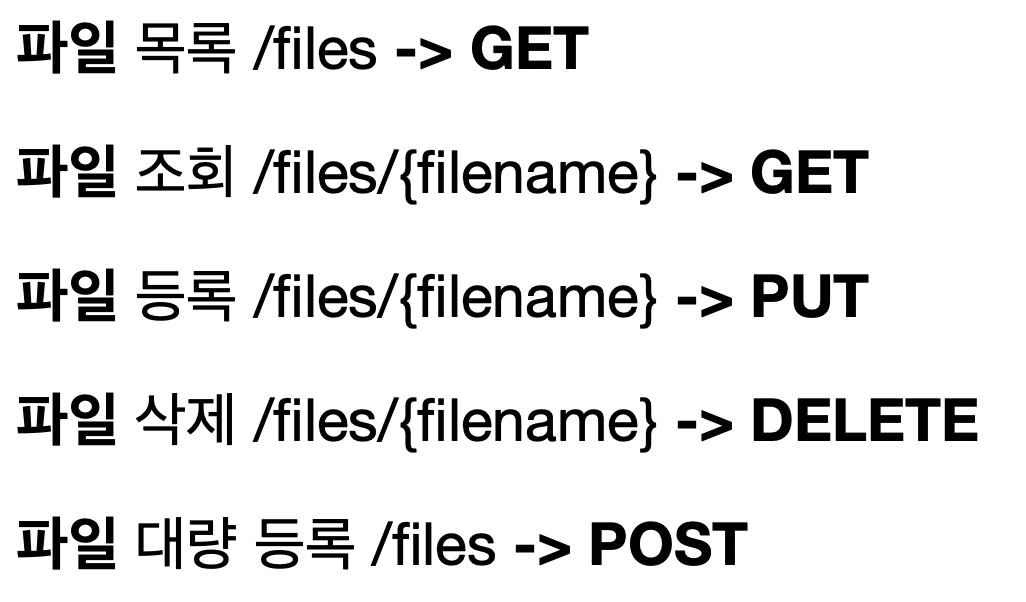 파일 목록 /files -> GET
파일 조회 /files/{filename} -> GET
파일 등록 /files/{filename} -> PUT
파일 삭제 /files/{filename} -> DELETE
파일 대량 등록 /files -> POST